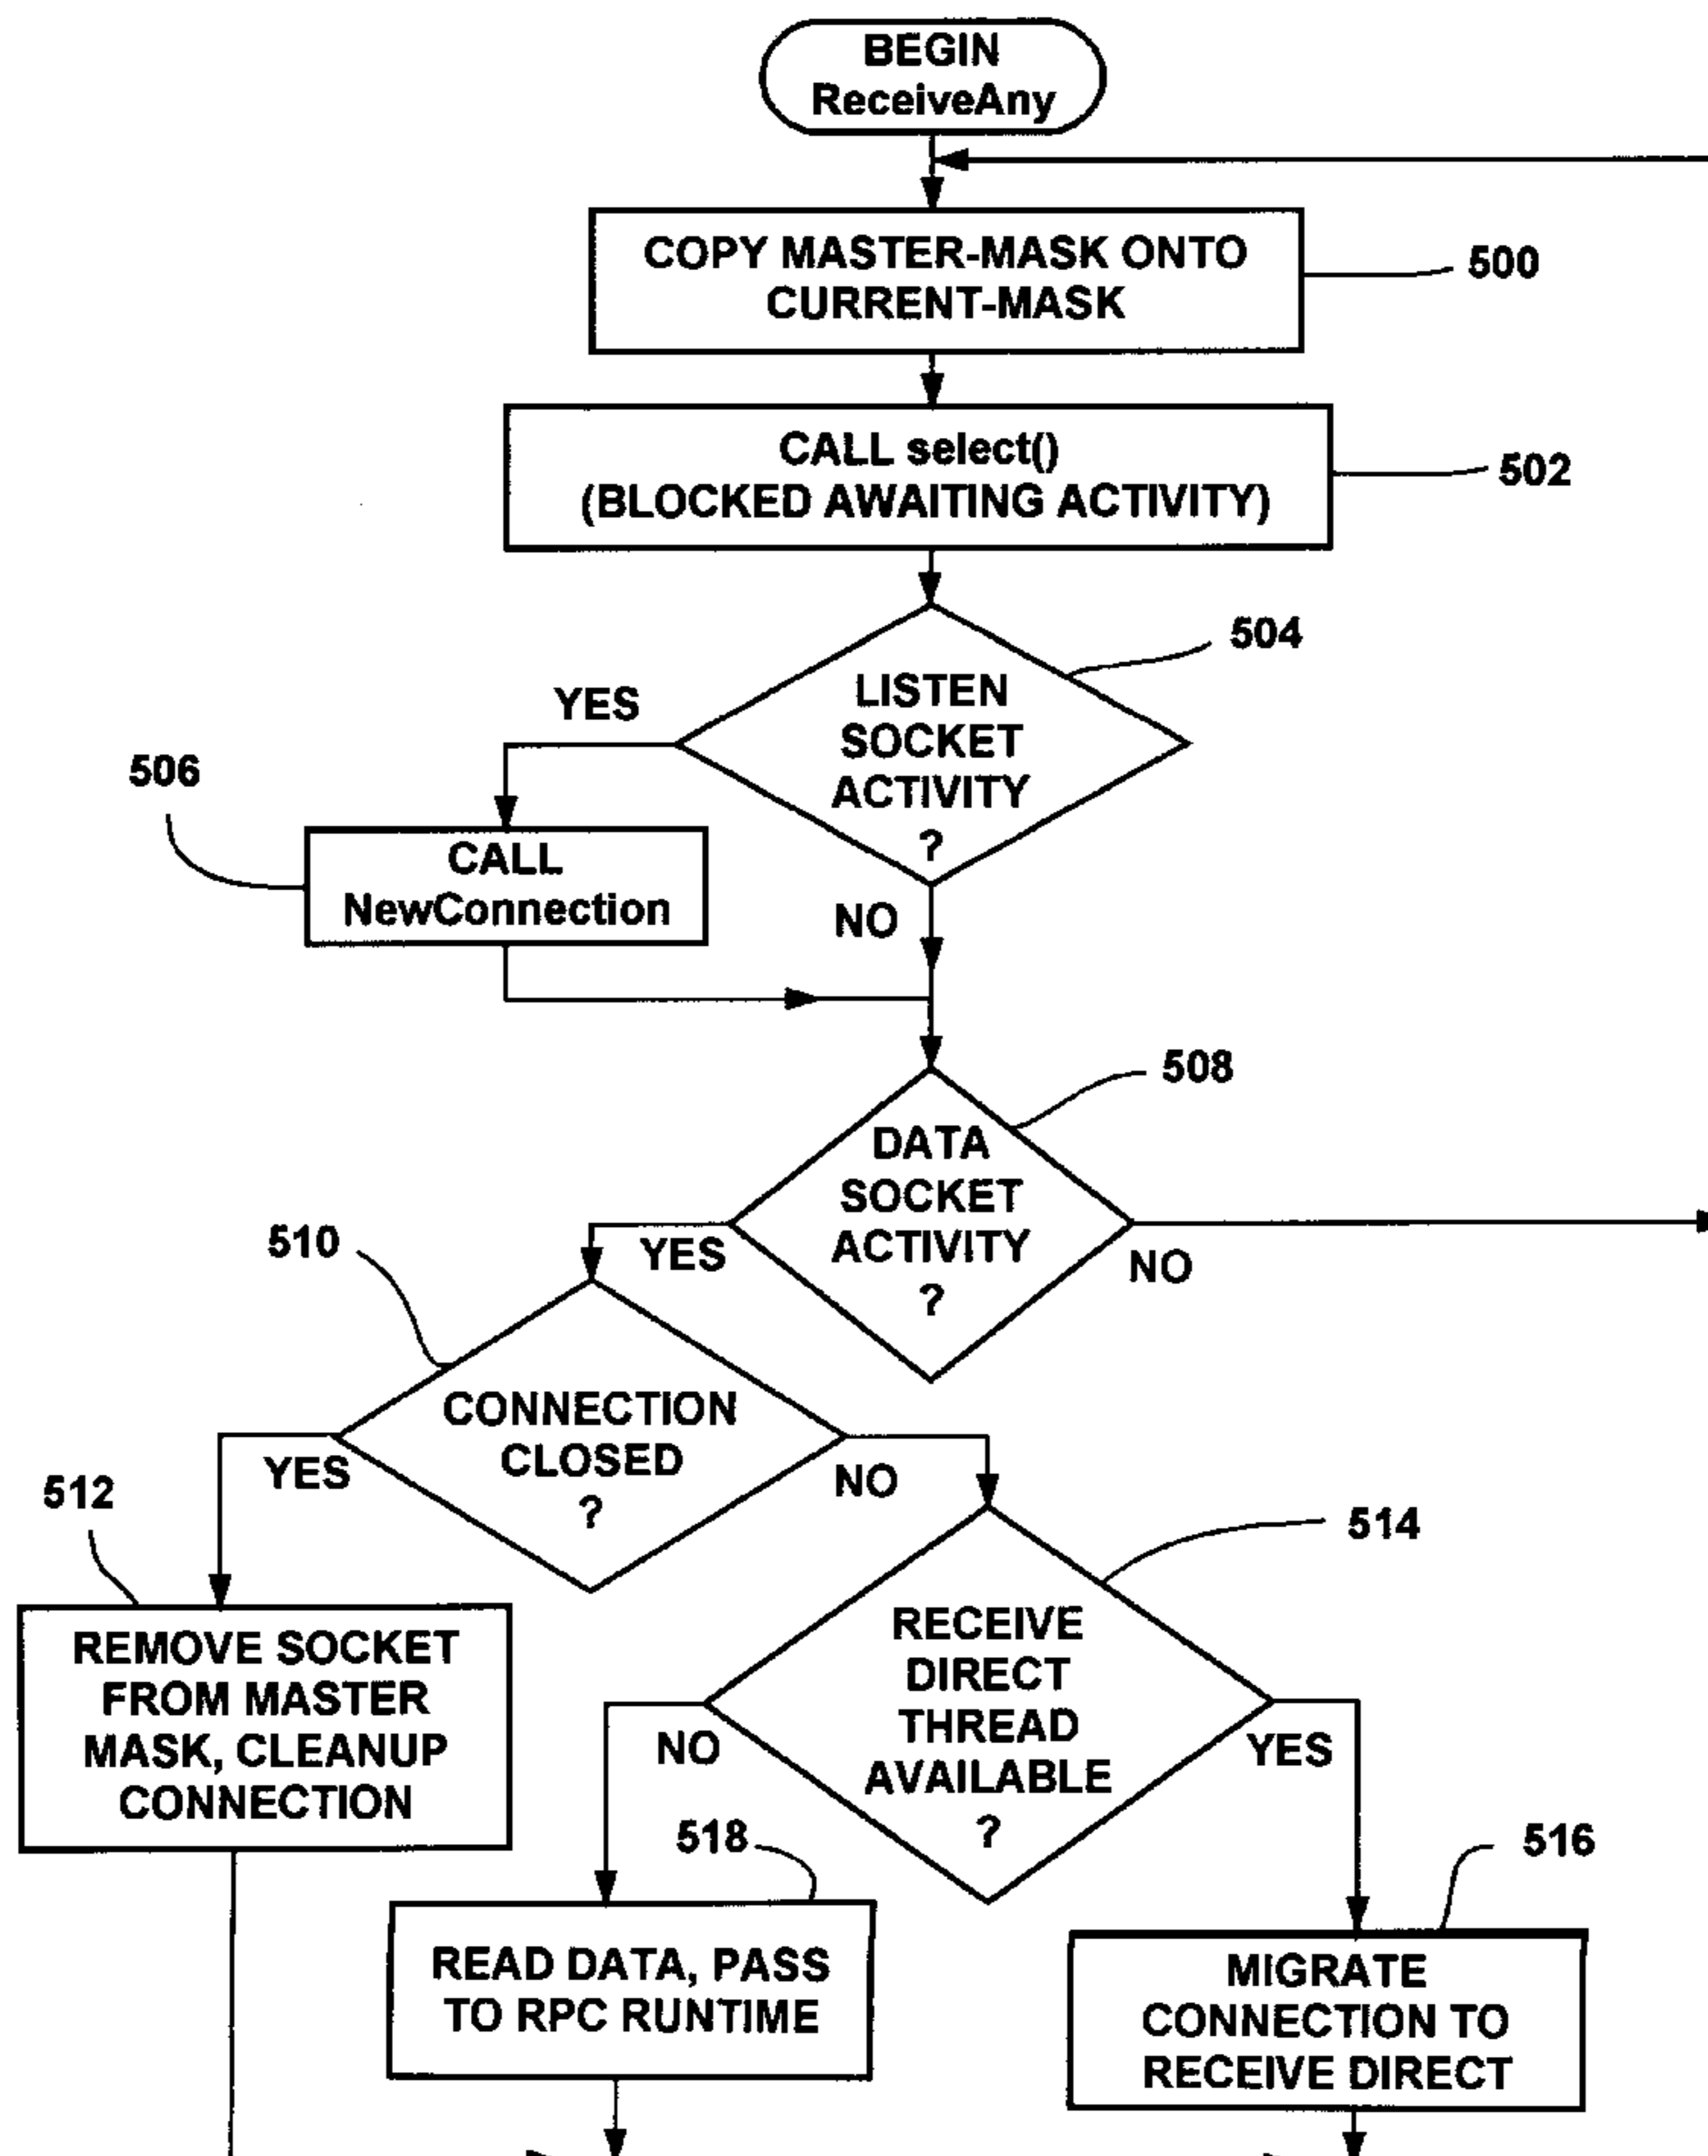 BEGIN
ReceiveAny
COPY MASTER-MASK ONTO
CURRENT-MASK
500
CALL select()
(BLOCKED AWAITING ACTIVITY)
502
504
LISTEN
SOCKET
ACTIVITY
?
YES
506
CALL
NewConnection
NO
508
DATA
SOCKET
ACTIVITY
?
YES
NO
510
CONNECTION
CLOSED
?
YES
NO
512
REMOVE SOCKET
FROM MASTER
MASK, CLEANUP
CONNECTION
514
RECEIVE
DIRECT
THREAD
AVAILABLE
?
NO
YES
518
READ DATA, PASS
TO RPC RUNTIME
516
MIGRATE
CONNECTION TO
RECEIVE DIRECT